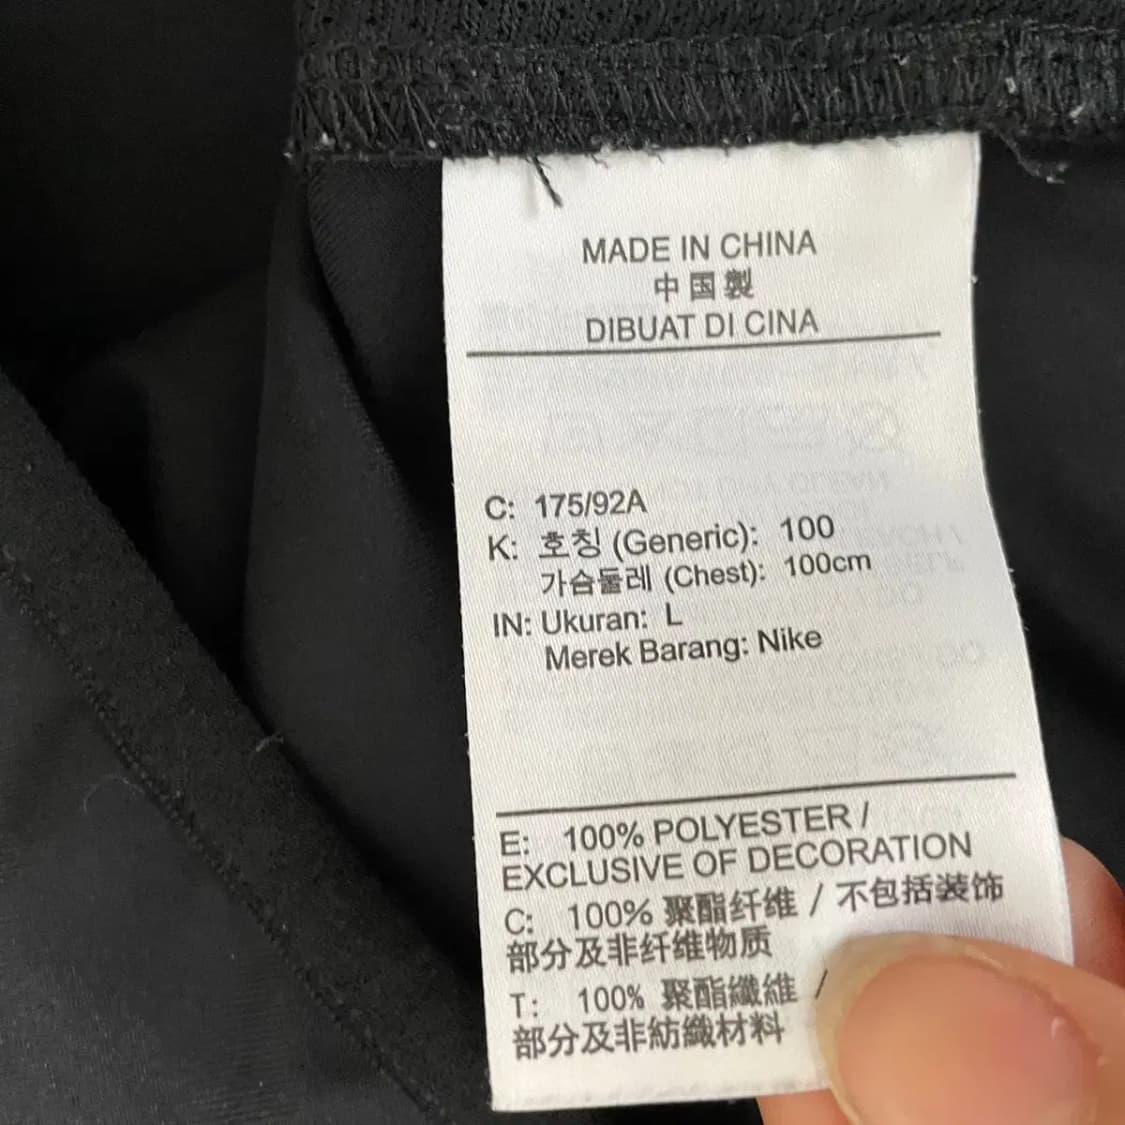 MADE IN CHINA
中国製
DIBUAT DI CINA
C: 175/92A
K: 호칭 (Generic): 100
가슴둘레 (Chest): 100cm
IN: Ukuran: L
Merek Barang: Nike
E: 100% POLYESTER /
EXCLUSIVE OF DECORATION
C: 100% 聚酯纤维 / 不包括装饰
部分及非纤维物质
T: 100% 聚酯纖維 /
部分及非紡織材料